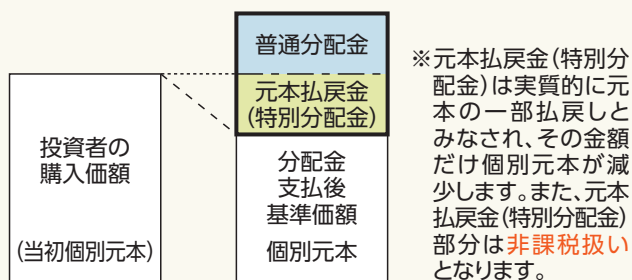 投資者の
購入価額
(当初個別元本)
普通分配金
元本払戻金
(特別分配金)
分配金
支払後
基準価額
個別元本
※元本払戻金(特別分
配金)は実質的に元
本の一部払戻しと
みなされ、その金額
だけ個別元本が減
少します。また、元本
払戻金(特別分配金)
部分は非課税扱い
となります。